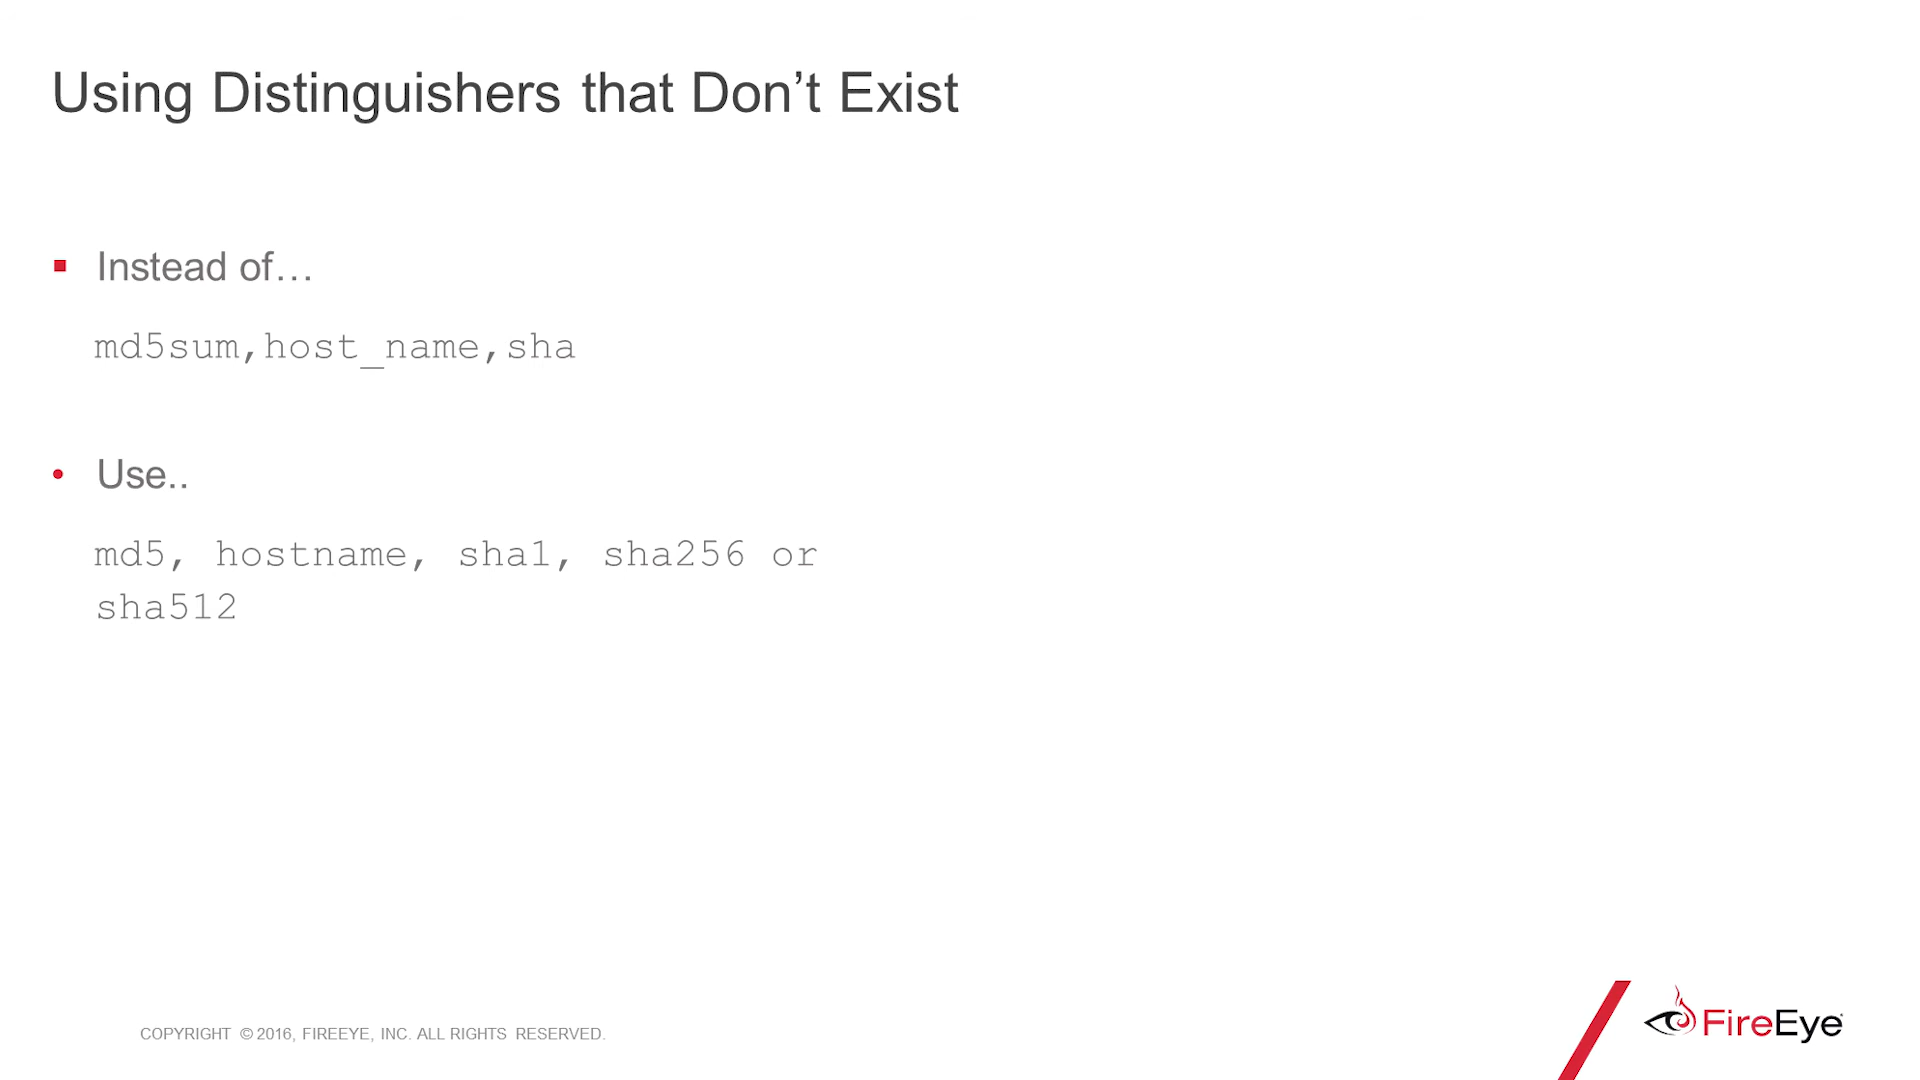 Using Distinguishers that Don’t Exist
Instead of…
md5sum,host_name,sha
Use..
md5, hostname, sha1, sha256 or
sha512
COPYRIGHT © 2016, FIREEYE, INC. ALL RIGHTS RESERVED.
FireEye